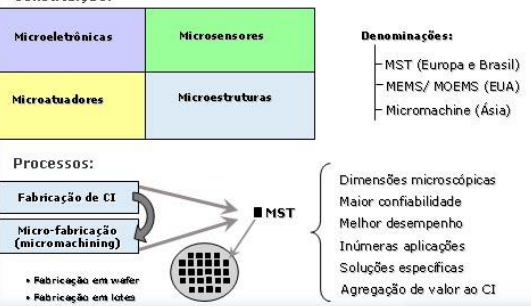 Microeletrônicas
Microsensores
Microatuadores
Microestruturas
Denominações:
MST (Europa e Brasil)
MEMS/ MOEMS (EUA)
Micromachine (Ásia)
Processos:
Fabricação de CI
Micro-fabricação
(micromachining)
• Fabricação em wafer
• Fabricação em lotes
MST
Dimensões microscópicas
Maior confiabilidade
Melhor desempenho
Inúmeras aplicações
Soluções específicas
Agregação de valor ao CI